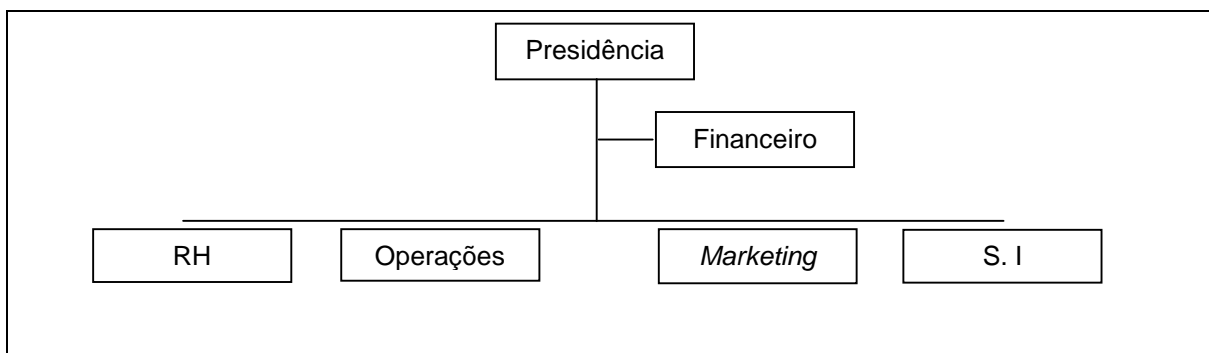 Presidência
Financeiro
RH
Operações
Marketing
S. I